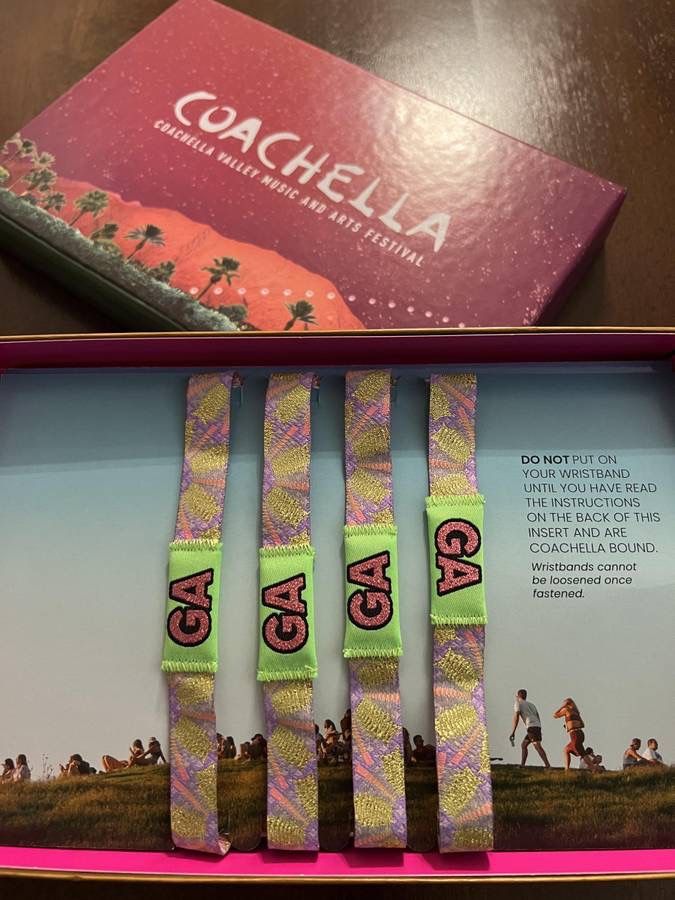 COACHELLA
COACHELLA VALLEY MUSIC AND ARTS FESTIVAL
GA
GA
GA
GA
DO NOT PUT ON
YOUR WRISTBAND
UNTIL YOU HAVE READ
THE INSTRUCTIONS
ON THE BACK OF THIS
INSERT AND ARE
COACHELLA BOUND.
Wristbands cannot
be loosened once
fastened.